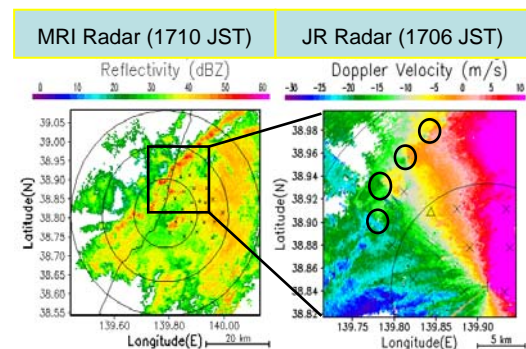 MRI Radar (1710 JST) JR Radar (1706 JST)
Reflectivity (dBZ) Doppler Velocity (m/s)
0 10 20 30 40 50 60 −30 −25 −20 −15 −10 −5 0 5 10
39.05
39.00
38.95
38.90
38.85
38.80
38.75
38.70
38.65
38.60
38.55
Latitude(N)
139.60 139.80 140.00
Longitude(E) 20 km
38.98
38.96
38.94
38.92
38.90
38.88
38.86
38.84
38.82
Latitude(N)
139.75 139.80 139.85 139.90
Longitude(E) 5 km